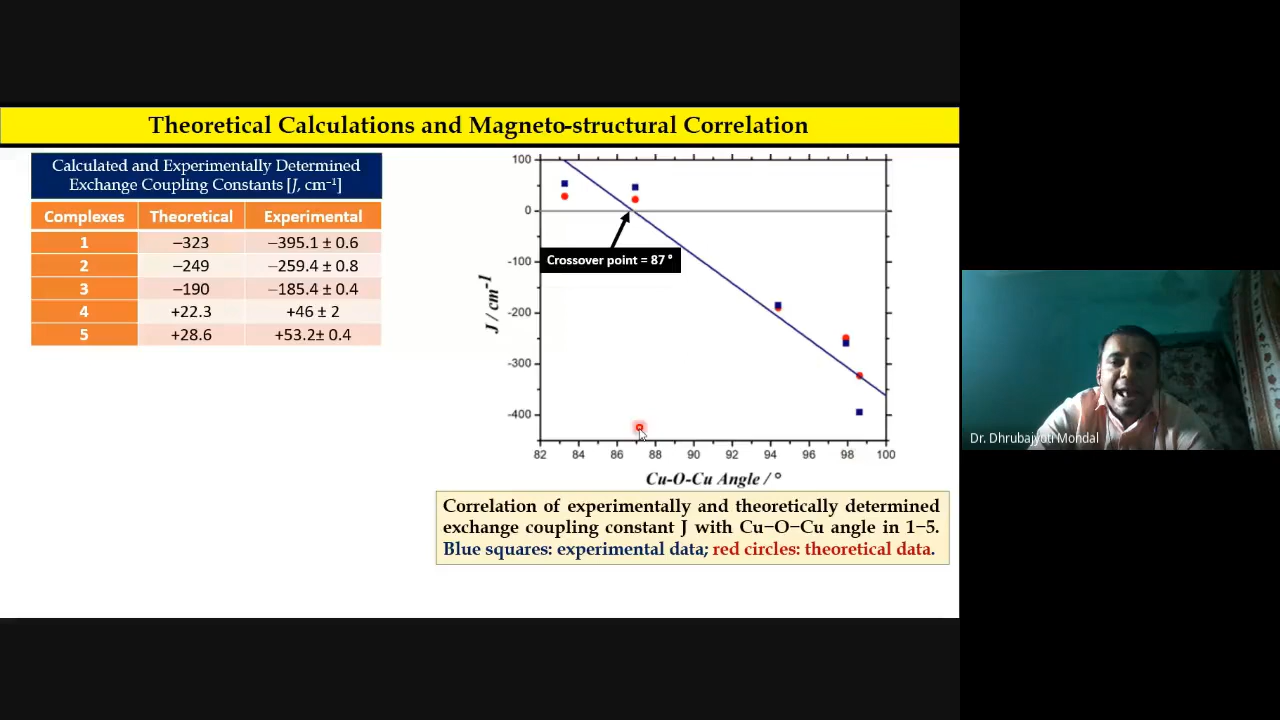 Theoretical Calculations and Magneto-structural Correlation
Calculated and Experimentally Determined
Exchange Coupling Constants [J, cm⁻¹]
Complexes Theoretical Experimental
1 −323 −395.1 ± 0.6
2 −249 −259.4 ± 0.8
3 −190 −185.4 ± 0.4
4 +22.3 +46 ± 2
5 +28.6 +53.2± 0.4
100
0
-100
-200
-300
-400
J / cm⁻¹
Crossover point = 87 °
82 84 86 88 90 92 94 96 98 100
Cu-O-Cu Angle / °
Correlation of experimentally and theoretically determined
exchange coupling constant J with Cu−O−Cu angle in 1−5.
Blue squares: experimental data; red circles: theoretical data.
Dr. Dhrubajyoti Mondal